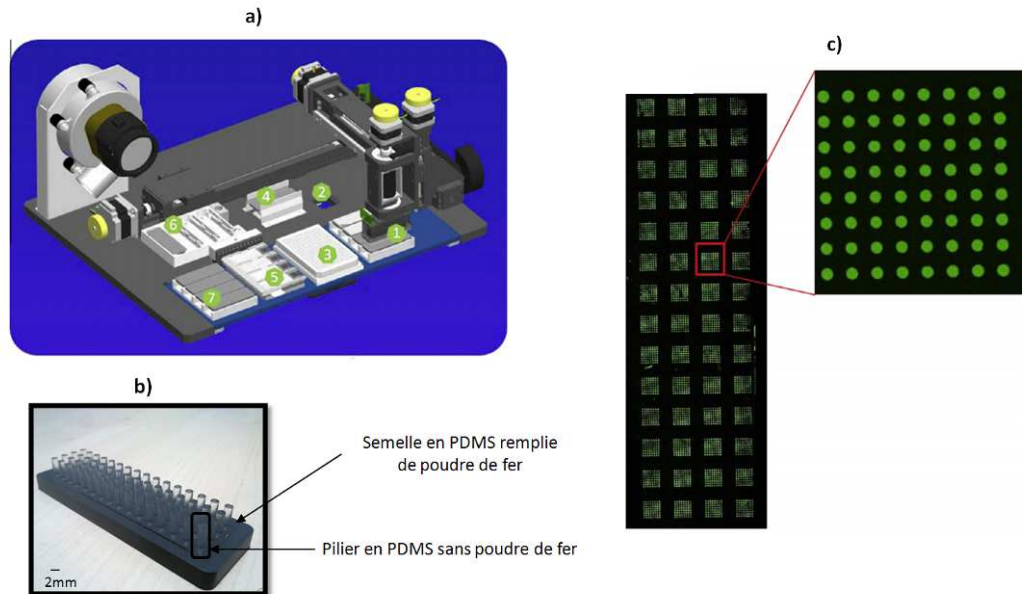 a)
c)
4
2
6
1
3
5
7
b)
Semelle en PDMS remplie
de poudre de fer
Pilier en PDMS sans poudre de fer
2mm